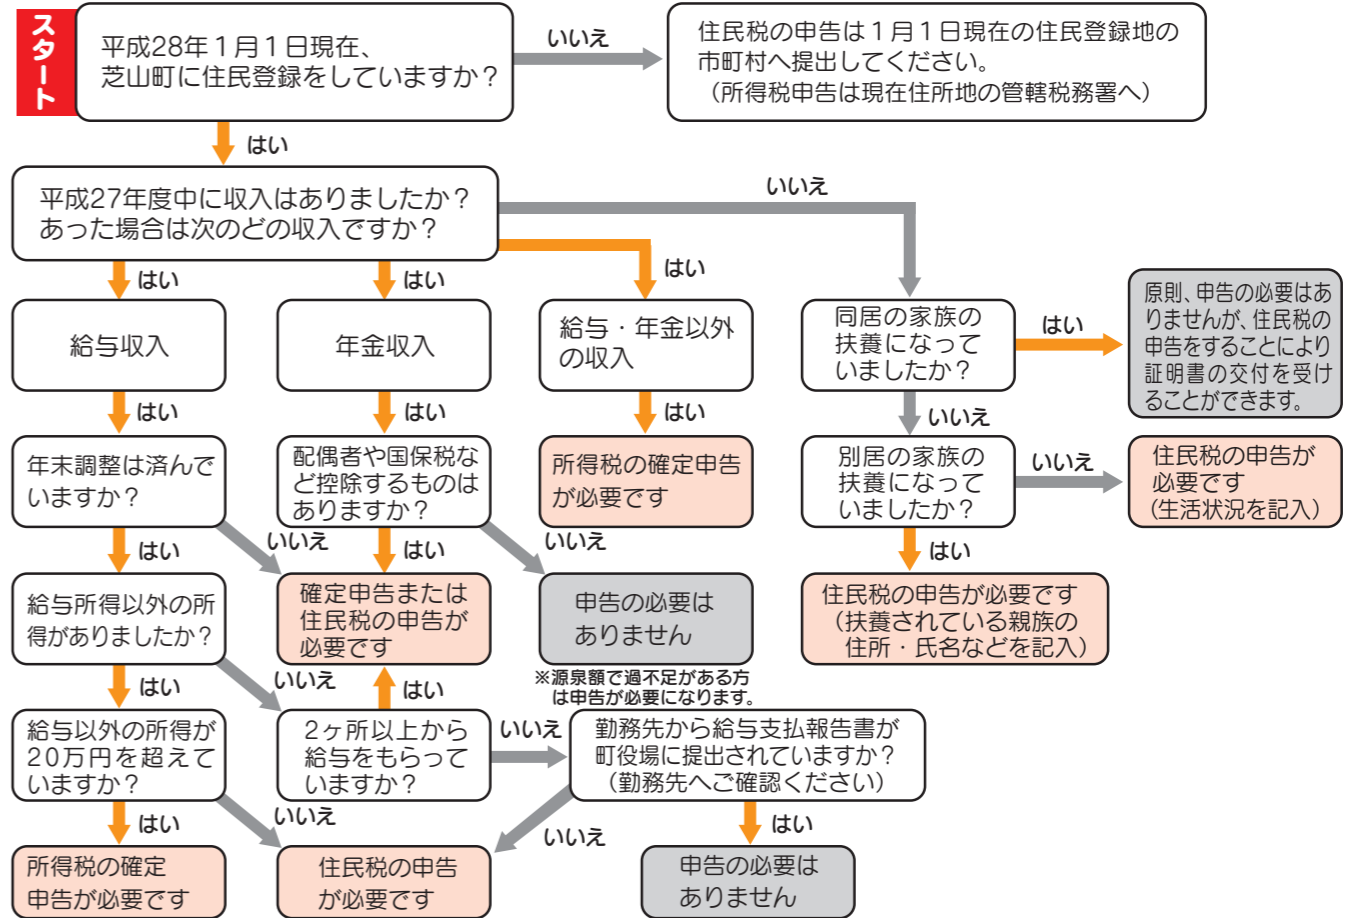 スタート
平成28年1月1日現在、
芝山町に住民登録をしていますか？
いいえ
住民税の申告は1月1日現在の住民登録地の
市町村へ提出してください。
（所得税申告は現在住所地の管轄税務署へ）
はい
平成27年度中に収入はありましたか？
あった場合は次のどの収入ですか？
いいえ
はい
はい
はい
給与収入
年金収入
給与・年金以外
の収入
同居の家族の
扶養になって
いましたか？
はい
原則、申告の必要はあ
りませんが、住民税の
申告をすることにより
証明書の交付を受け
ることができます。
はい
はい
はい
いいえ
年末調整は済んで
いますか？
配偶者や国保税な
ど控除するものは
ありますか？
所得税の確定申告
が必要です
別居の家族の
扶養になって
いましたか？
いいえ
住民税の申告が
必要です
（生活状況を記入）
はい
いいえ
はい
いいえ
はい
給与所得以外の所
得がありましたか？
確定申告または
住民税の申告が
必要です
申告の必要は
ありません
※源泉額で過不足がある方
は申告が必要になります。
住民税の申告が必要です
（扶養されている親族の
住所・氏名などを記入）
はい
いいえ
はい
給与以外の所得が
20万円を超えて
いますか？
2ヶ所以上から
給与をもらって
いますか？
いいえ
勤務先から給与支払報告書が
町役場に提出されていますか？
（勤務先へご確認ください）
はい
いいえ
いいえ
はい
所得税の確定
申告が必要です
住民税の申告
が必要です
申告の必要は
ありません